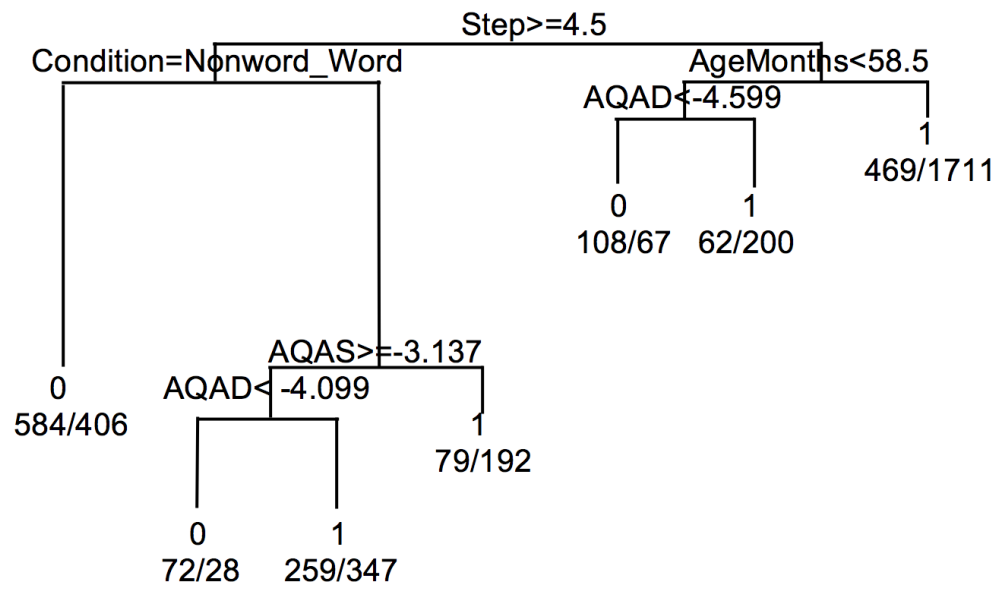 Step>=4.5
Condition=Nonword_Word
AgeMonths<58.5
AQAD<-4.599
1
469/1711
0
1
108/67
62/200
AQAS>=-3.137
0
AQAD< -4.099
584/406
1
79/192
0
1
72/28
259/347